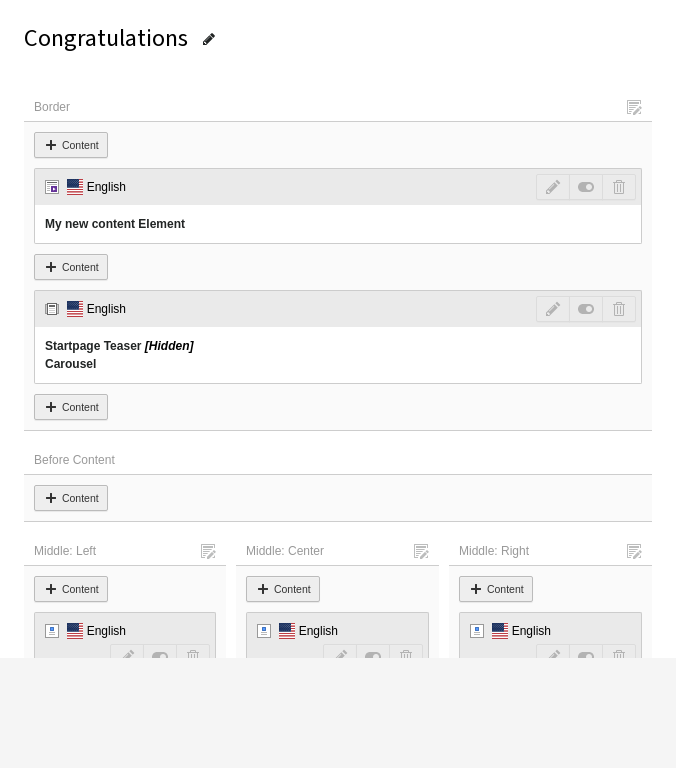 Congratulations
Border
Content
English
My new content Element
Content
English
Startpage Teaser [Hidden]
Carousel
Content
Before Content
Content
Middle: Left
Middle: Center
Middle: Right
Content
Content
Content
English
English
English